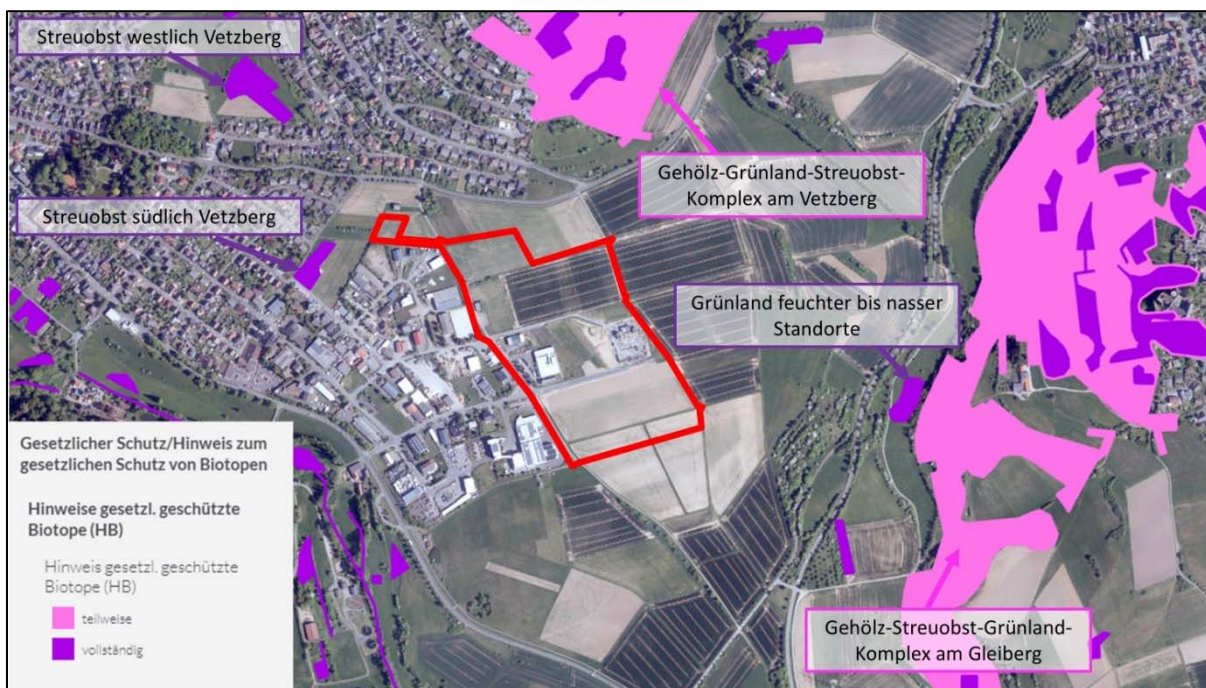 Streuobst westlich Vetzberg
Gehölz-Grünland-Streuobst-
Komplex am Vetzberg
Streuobst südlich Vetzberg
Grünland feuchter bis nasser
Standorte
Gesetzlicher Schutz/Hinweis zum
gesetzlichen Schutz von Biotopen
Hinweise gesetzl. geschützte
Biotope (HB)
Hinweis gesetzl. geschützte
Biotope (HB)
teilweise
vollständig
Gehölz-Streuobst-Grünland-
Komplex am Gleiberg